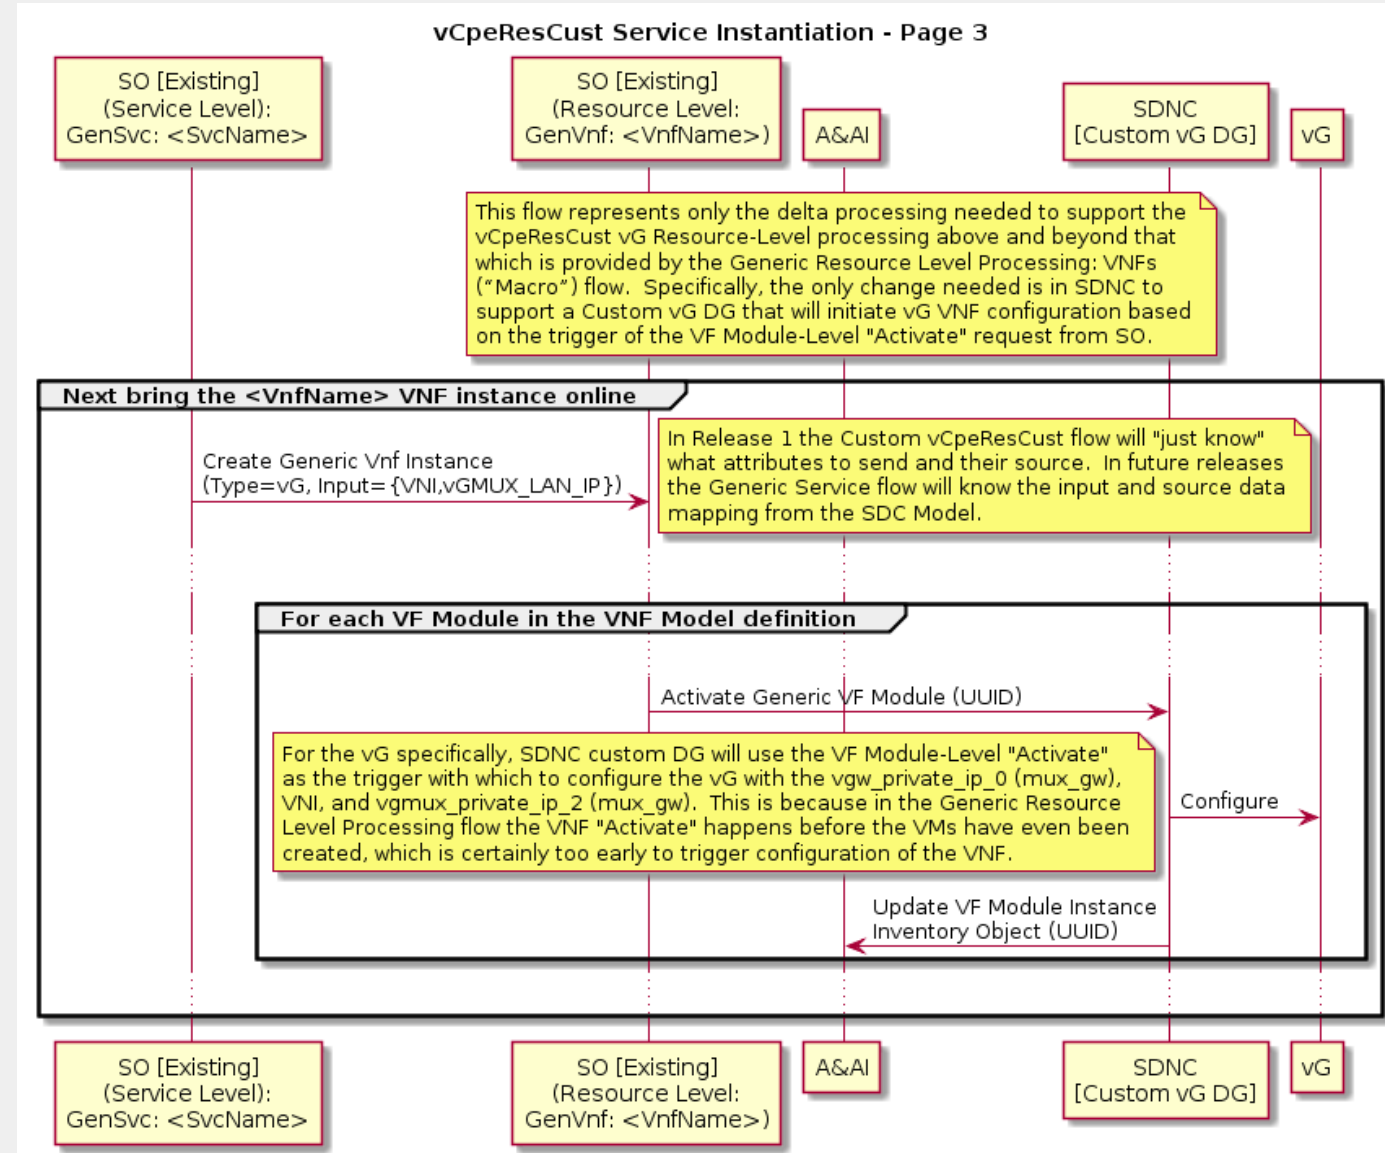 vCpeResCust Service Instantiation - Page 3
SO [Existing]
(Service Level):
GenSvc: <SvcName>
SO [Existing]
(Resource Level:
GenVnf: <VnfName>)
A&AI
SDNC
[Custom vG DG]
vG
This flow represents only the delta processing needed to support the
vCpeResCust vG Resource-Level processing above and beyond that
which is provided by the Generic Resource Level Processing: VNFs
(“Macro”) flow.  Specifically, the only change needed is in SDNC to
support a Custom vG DG that will initiate vG VNF configuration based
on the trigger of the VF Module-Level "Activate" request from SO.
Next bring the <VnfName> VNF instance online
Create Generic Vnf Instance
(Type=vG, Input={VNI,vGMUX_LAN_IP})
In Release 1 the Custom vCpeResCust flow will "just know"
what attributes to send and their source.  In future releases
the Generic Service flow will know the input and source data
mapping from the SDC Model.
For each VF Module in the VNF Model definition
Activate Generic VF Module (UUID)
For the vG specifically, SDNC custom DG will use the VF Module-Level "Activate"
as the trigger with which to configure the vG with the vgw_private_ip_0 (mux_gw),
VNI, and vgmux_private_ip_2 (mux_gw).  This is because in the Generic Resource
Level Processing flow the VNF "Activate" happens before the VMs have even been
created, which is certainly too early to trigger configuration of the VNF.
Configure
Update VF Module Instance
Inventory Object (UUID)
SO [Existing]
(Service Level):
GenSvc: <SvcName>
SO [Existing]
(Resource Level:
GenVnf: <VnfName>)
A&AI
SDNC
[Custom vG DG]
vG